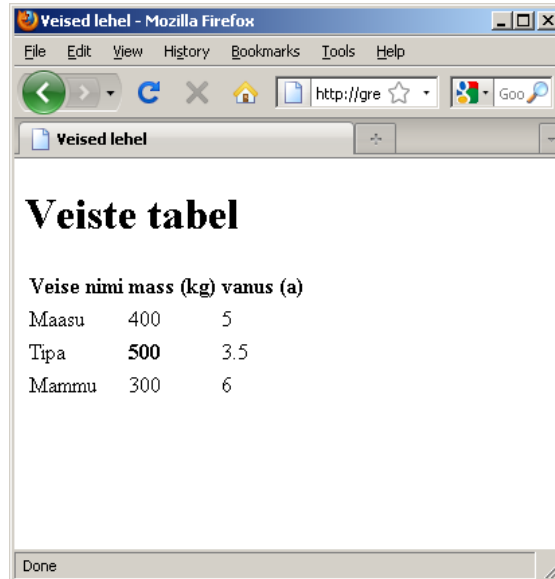 Veised lehel - Mozilla Firefox
File Edit View History Bookmarks Tools Help
http://gre Goo
Veised lehel
Veiste tabel
Veise nimi mass (kg) vanus (a)
Maasu 400 5
Tipa 500 3.5
Mammu 300 6
Done